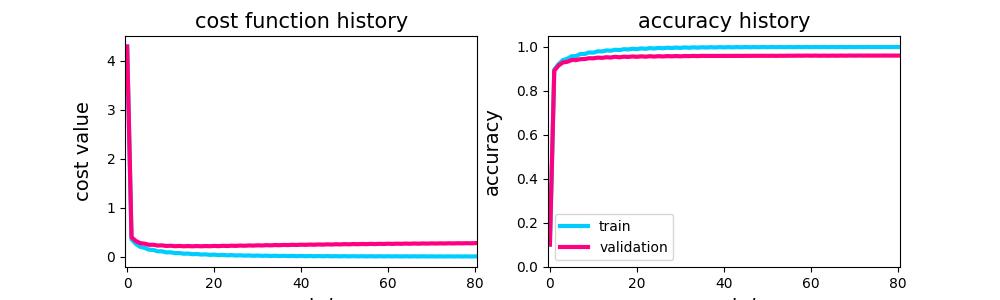 cost function history
cost value
4
3
2
1
0
0 20 40 60 80
accuracy history
accuracy
1.0
0.8
0.6
0.4
0.2
0.0
train
validation
0 20 40 60 80